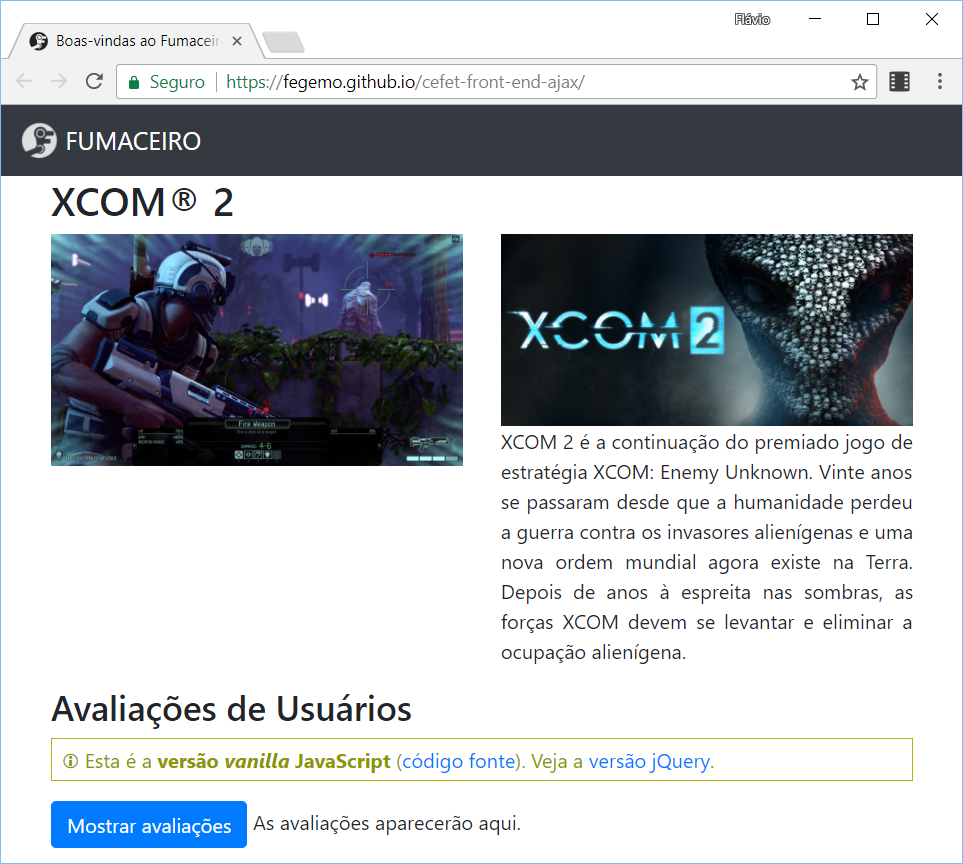 Flávio
Boas-vindas ao Fumaceir
Seguro
https://fegemo.github.io/cefet-front-end-ajax/
FUMACEIRO
XCOM® 2
Fire Weapon
DAMAGE: 4-6
XCOM 2
XCOM 2 é a continuação do premiado jogo de
estratégia XCOM: Enemy Unknown. Vinte anos
se passaram desde que a humanidade perdeu
a guerra contra os invasores alienígenas e uma
nova ordem mundial agora existe na Terra.
Depois de anos à espreita nas sombras, as
forças XCOM devem se levantar e eliminar a
ocupação alienígena.
Avaliações de Usuários
Esta é a versão vanilla JavaScript (código fonte). Veja a versão jQuery.
Mostrar avaliações As avaliações aparecerão aqui.